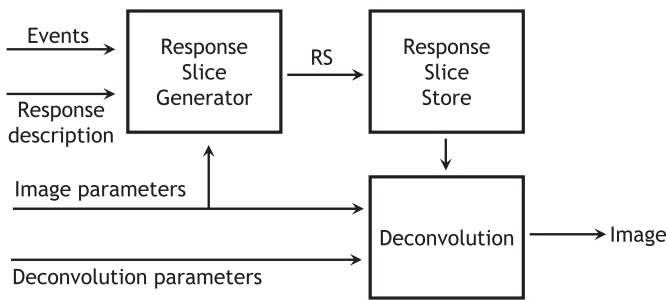 Events
Response
description
Response
Slice
Generator
RS
Response
Slice
Store
Image parameters
Deconvolution parameters
Deconvolution
Image